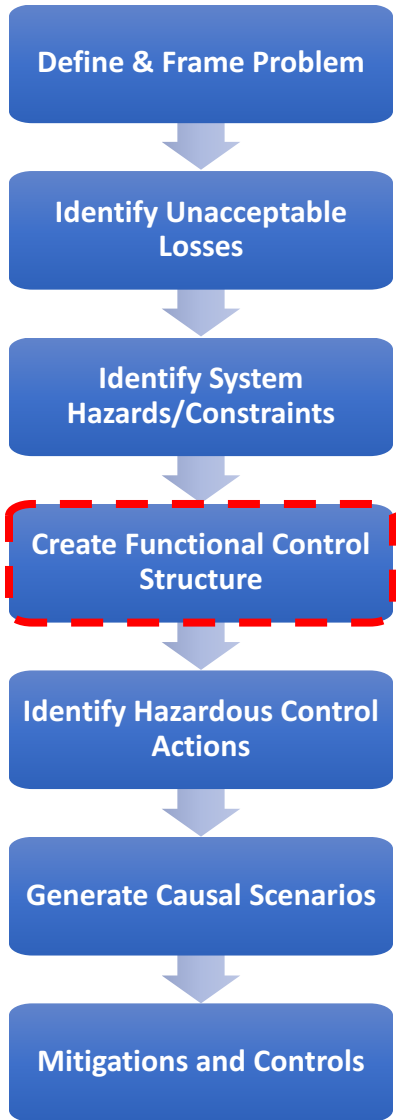 Define & Frame Problem
Identify Unacceptable
Losses
Identify System
Hazards/Constraints
Create Functional Control
Structure
Identify Hazardous Control
Actions
Generate Causal Scenarios
Mitigations and Controls